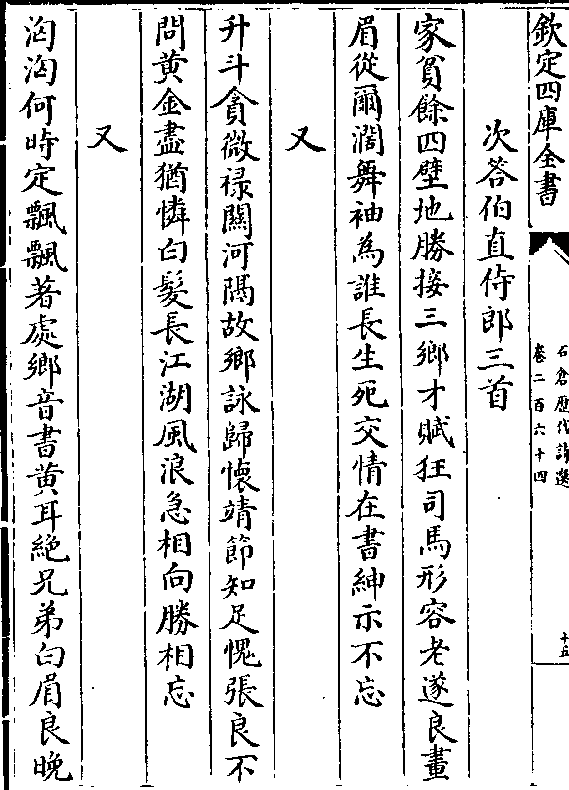 欽定四庫全書
石倉歷代詩選
卷二百六十四
十五
次荅伯直侍郎三首
家貧餘四壁地勝接三鄉才賦狂司馬形容老遂良畫
眉從爾濶舞袖為誰長生死交情在書紳示不忘
又
升斗貪微禄關河隔故鄉詠歸懷靖節知足愧張良不
問黄金盡猶憐白髮長江湖風浪急相向勝相忘
又
洶洶何時定飄飄著處鄉音書黄耳絶兄弟白眉良晚